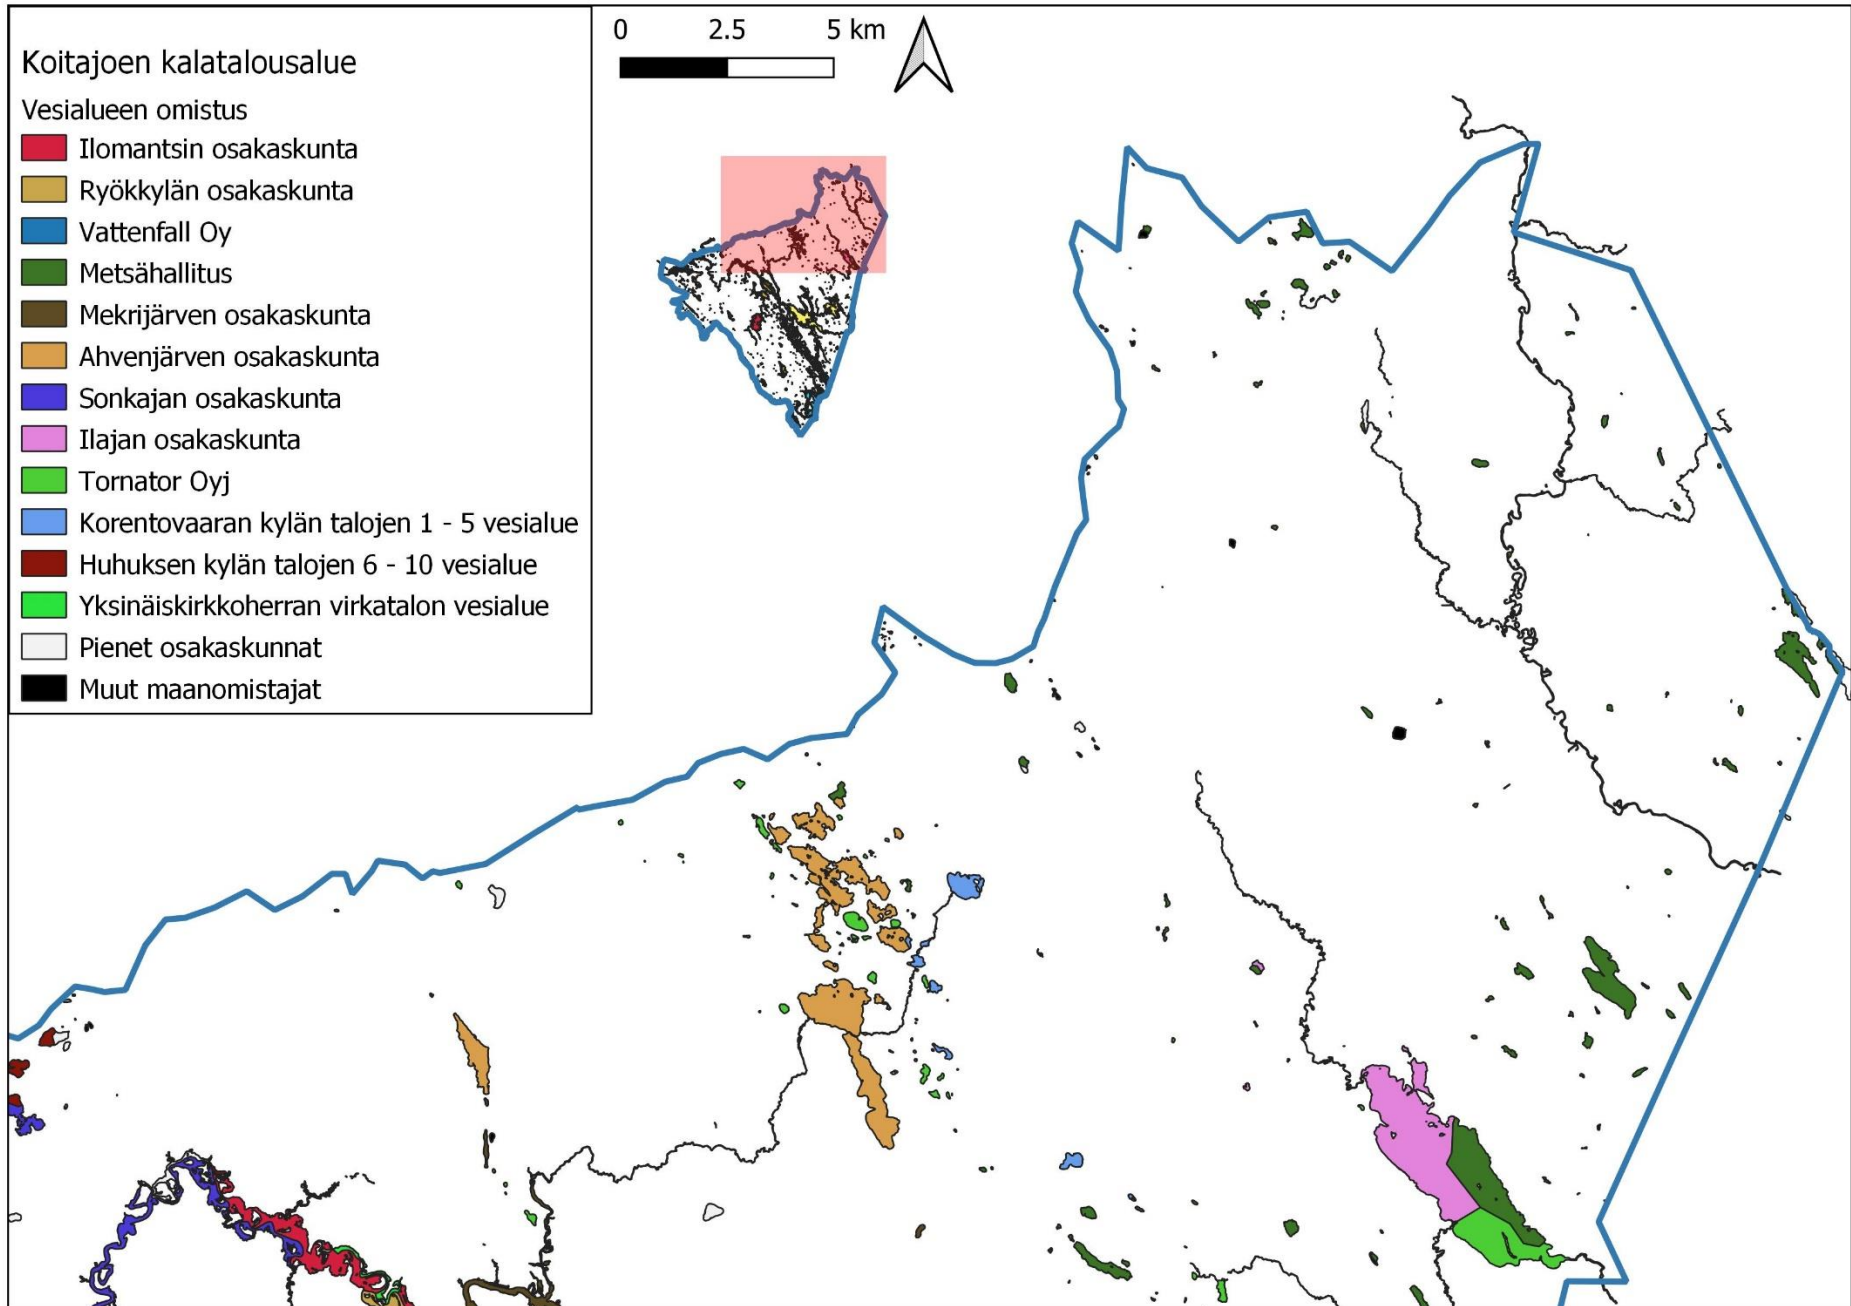 Koitajoen kalatalousalue
Vesialueen omistus
Ilomantsin osakaskunta
Ryökkylän osakaskunta
Vattenfall Oy
Metsähallitus
Mekrijärven osakaskunta
Ahvenjärven osakaskunta
Sonkajan osakaskunta
Ilajan osakaskunta
Tornator Oyj
Korentovaaran kylän talojen 1 - 5 vesialue
Huhuksen kylän talojen 6 - 10 vesialue
Yksinäiskirkkoherran virkatalon vesialue
Pienet osakaskunnat
Muut maanomistajat
0 2.5 5 km